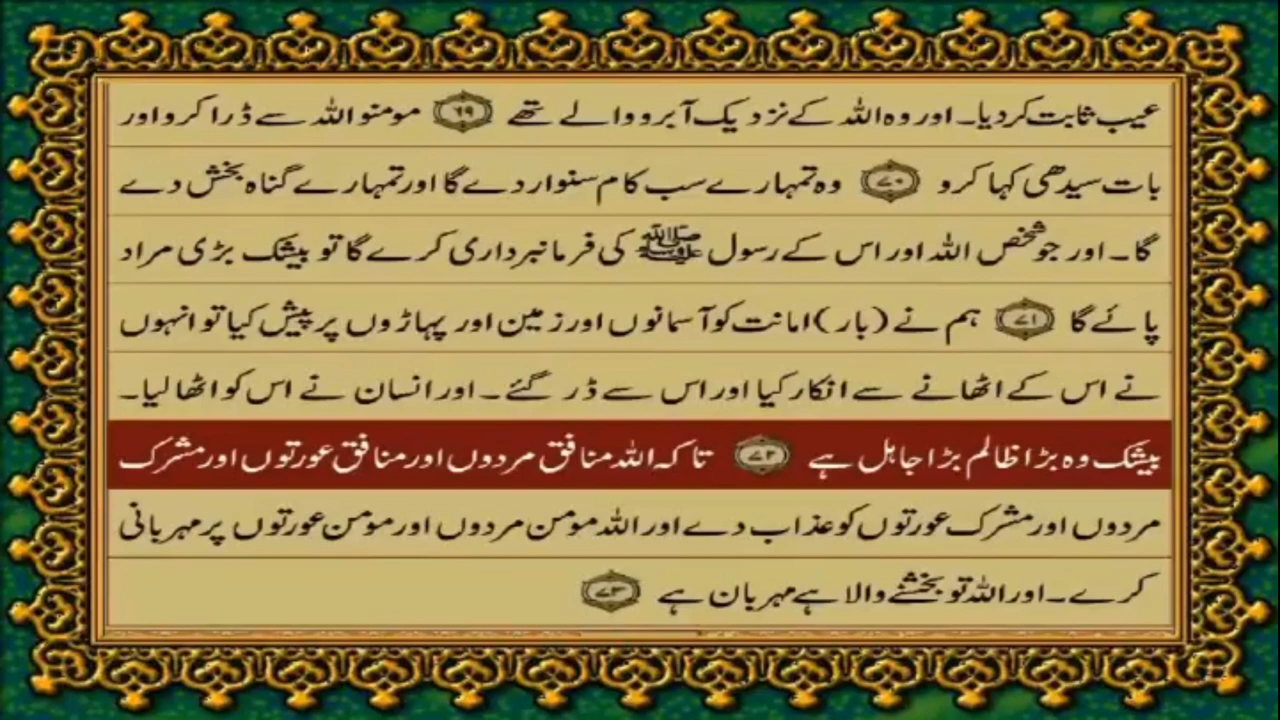 عیب ثابت کردیا۔ اور وہ اللہ کے نزدیک آبرو والے تھے ۶۹ مومنو اللہ سے ڈرا کرو اور
بات سیدھی کہا کرو ۷۰ وہ تمہارے سب کام سنوار دے گا اور تمہارے گناہ بخش دے
گا۔ اور جو شخص اللہ اور اس کے رسول ﷺ کی فرمانبرداری کرے گا تو بیشک بڑی مراد
پائے گا ۷۱ ہم نے (بار) امانت کو آسمانوں اور زمین اور پہاڑوں پر پیش کیا تو انہوں
نے اس کے اٹھانے سے انکار کیا اور اس سے ڈر گئے۔ اور انسان نے اس کو اٹھا لیا۔
بیشک وہ بڑا ظالم بڑا جاہل ہے ۷۲ تاکہ اللہ منافق مردوں اور منافق عورتوں اور مشرک
مردوں اور مشرک عورتوں کو عذاب دے اور اللہ مومن مردوں اور مومن عورتوں پر مہربانی
کرے۔ اور اللہ تو بخشنے والا ہے مہربان ہے ۷۳